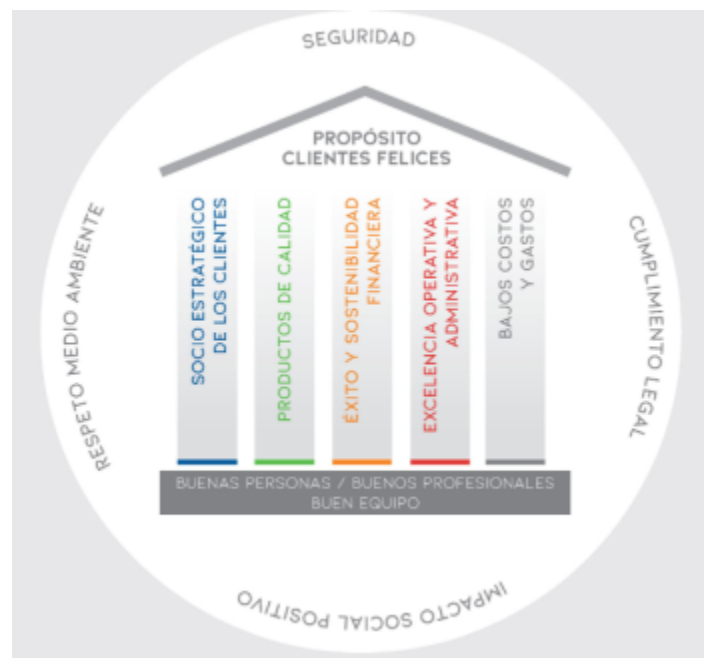 SEGURIDAD
PROPÓSITO
CLIENTES FELICES
RESPETO MEDIO AMBIENTE
SOCIO ESTRATÉGICO
DE LOS CLIENTES
PRODUCTOS DE CALIDAD
ÉXITO Y SOSTENIBILIDAD
FINANCIERA
EXCELENCIA OPERATIVA Y
ADMINISTRATIVA
BAJOS COSTOS
Y GASTOS
CUMPLIMIENTO LEGAL
BUENAS PERSONAS / BUENOS PROFESIONALES
BUEN EQUIPO
IMPACTO SOCIAL POSITIVO